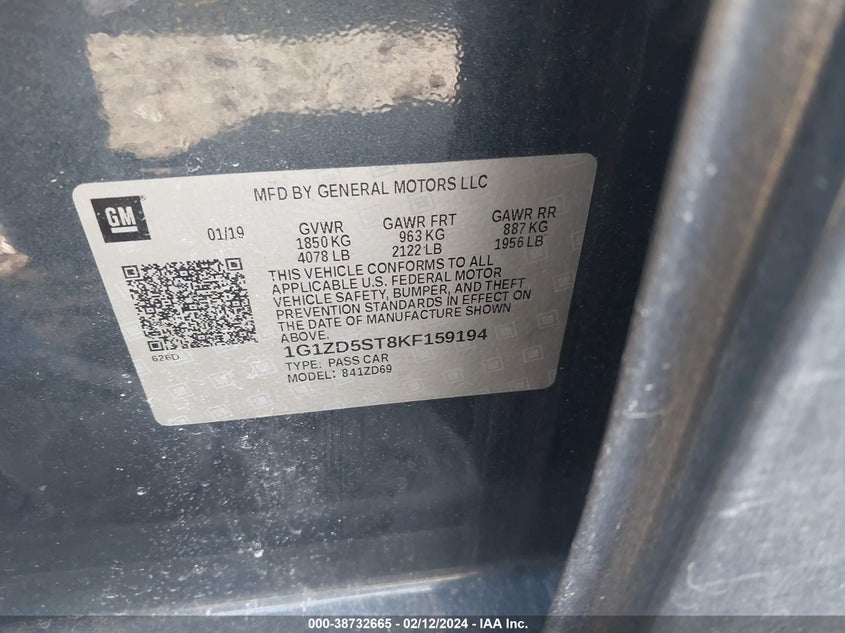 MFD BY GENERAL MOTORS LLC
GM
01/19
GVWR
1850 KG
4078 LB
GAWR FRT
963 KG
2122 LB
GAWR RR
887 KG
1956 LB
THIS VEHICLE CONFORMS TO ALL
APPLICABLE U.S. FEDERAL MOTOR
VEHICLE SAFETY, BUMPER, AND THEFT
PREVENTION STANDARDS IN EFFECT ON
THE DATE OF MANUFACTURE SHOWN
ABOVE.
626D
1G1ZD5ST8KF159194
TYPE: PASS CAR
MODEL: 841ZD69
000-38732665 - 02/12/2024 - IAA Inc.